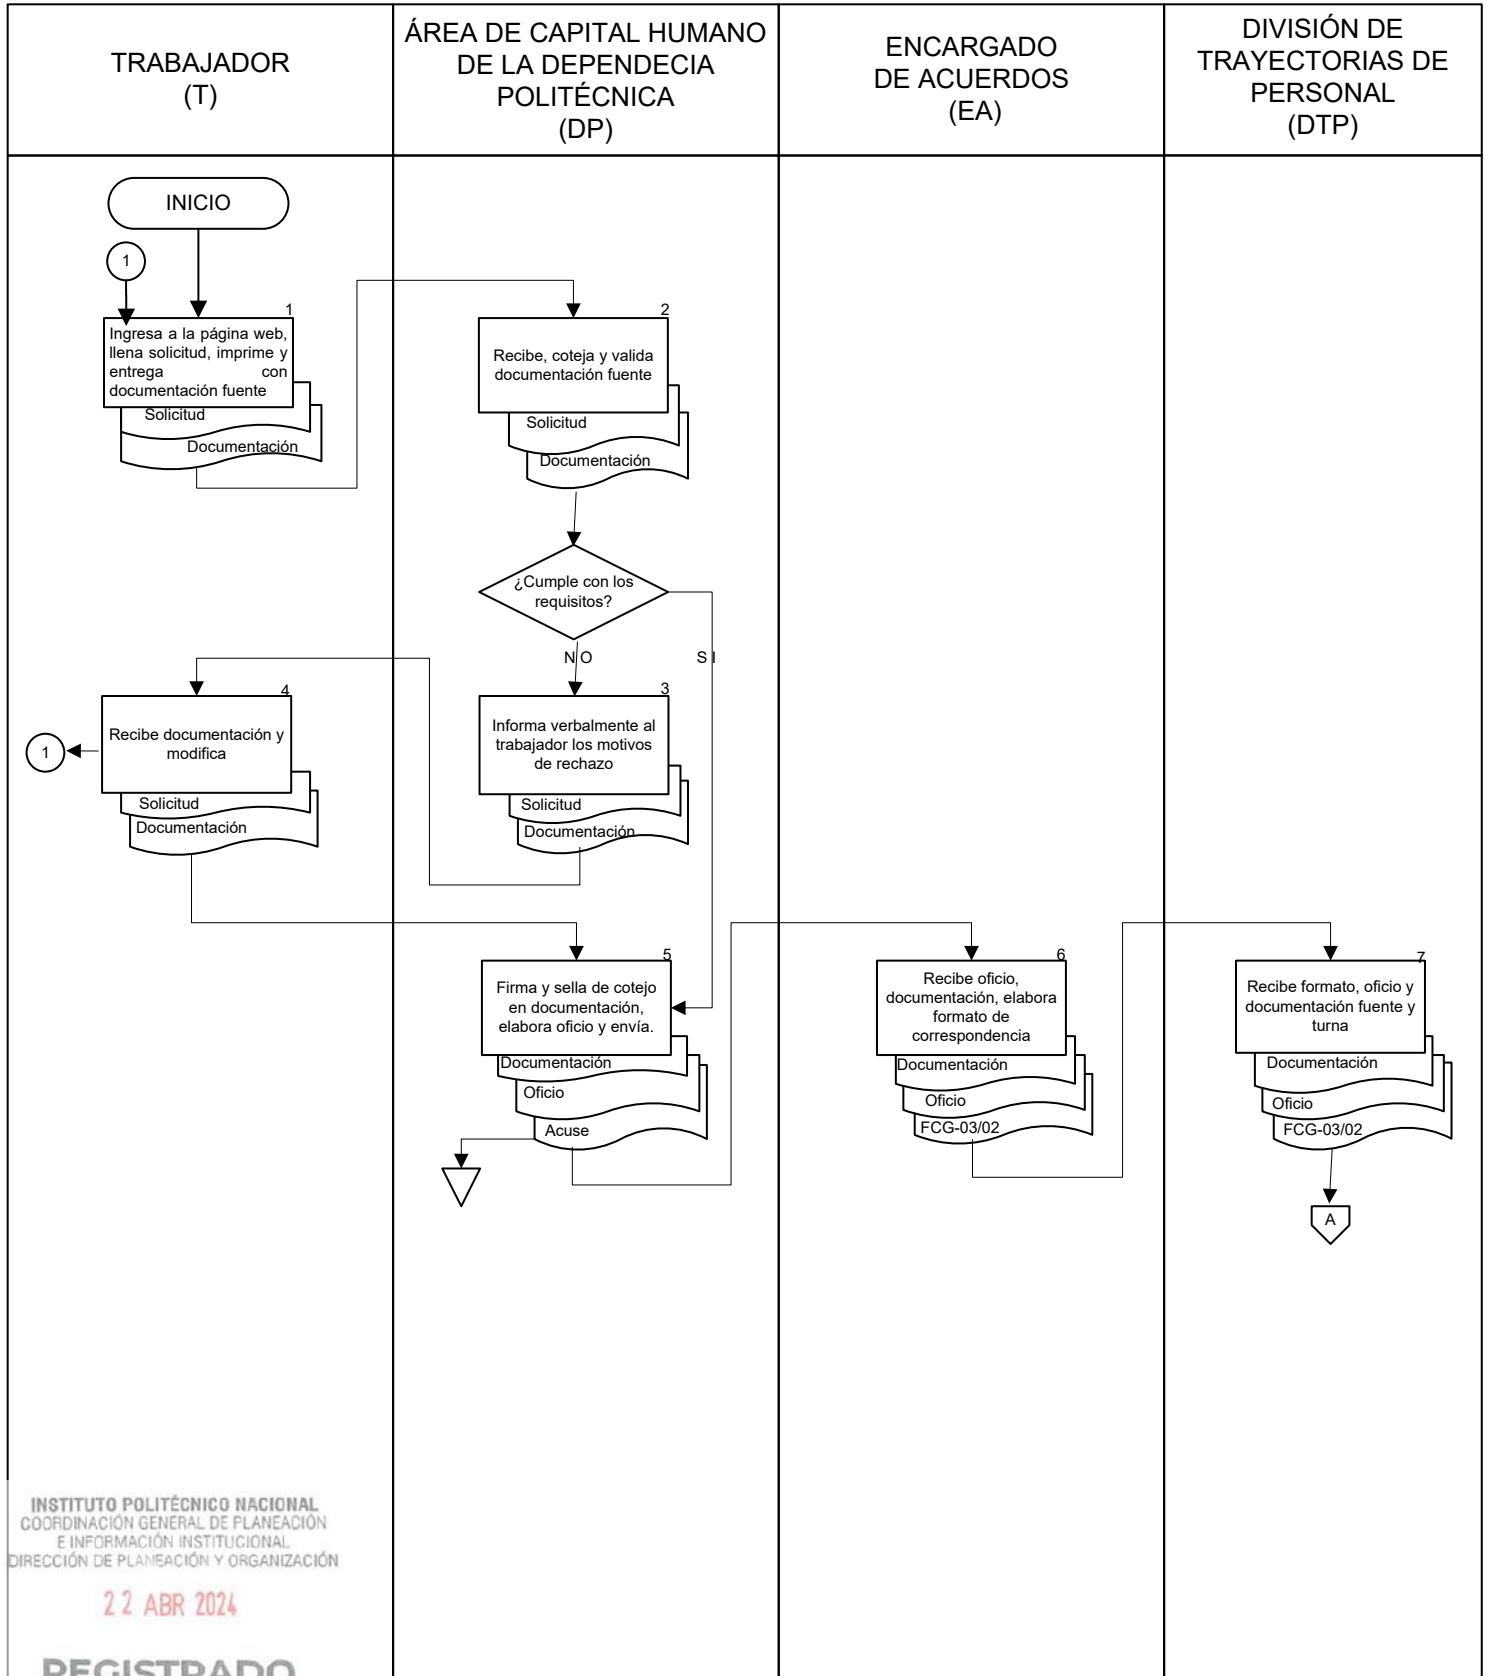 TRABAJADOR
(T)
ÁREA DE CAPITAL HUMANO
DE LA DEPENDECIA
POLITÉCNICA
(DP)
ENCARGADO
DE ACUERDOS
(EA)
DIVISIÓN DE
TRAYECTORIAS DE
PERSONAL
(DTP)
INICIO
1
1
Ingresa a la página web,
llena solicitud, imprime y
entrega con
documentación fuente
Solicitud
Documentación
2
Recibe, coteja y valida
documentación fuente
Solicitud
Documentación
¿Cumple con los
requisitos?
NO
SI
3
Informa verbalmente al
trabajador los motivos
de rechazo
Solicitud
Documentación
4
Recibe documentación y
modifica
Solicitud
Documentación
1
5
Firma y sella de cotejo
en documentación,
elabora oficio y envía.
Documentación
Oficio
Acuse
6
Recibe oficio,
documentación, elabora
formato de
correspondencia
Documentación
Oficio
FCG-03/02
7
Recibe formato, oficio y
documentación fuente y
turna
Documentación
Oficio
FCG-03/02
A
INSTITUTO POLITÉCNICO NACIONAL
COORDINACIÓN GENERAL DE PLANEACIÓN
E INFORMACIÓN INSTITUCIONAL
DIRECCIÓN DE PLANEACIÓN Y ORGANIZACIÓN
22 ABR 2024
REGISTRADO